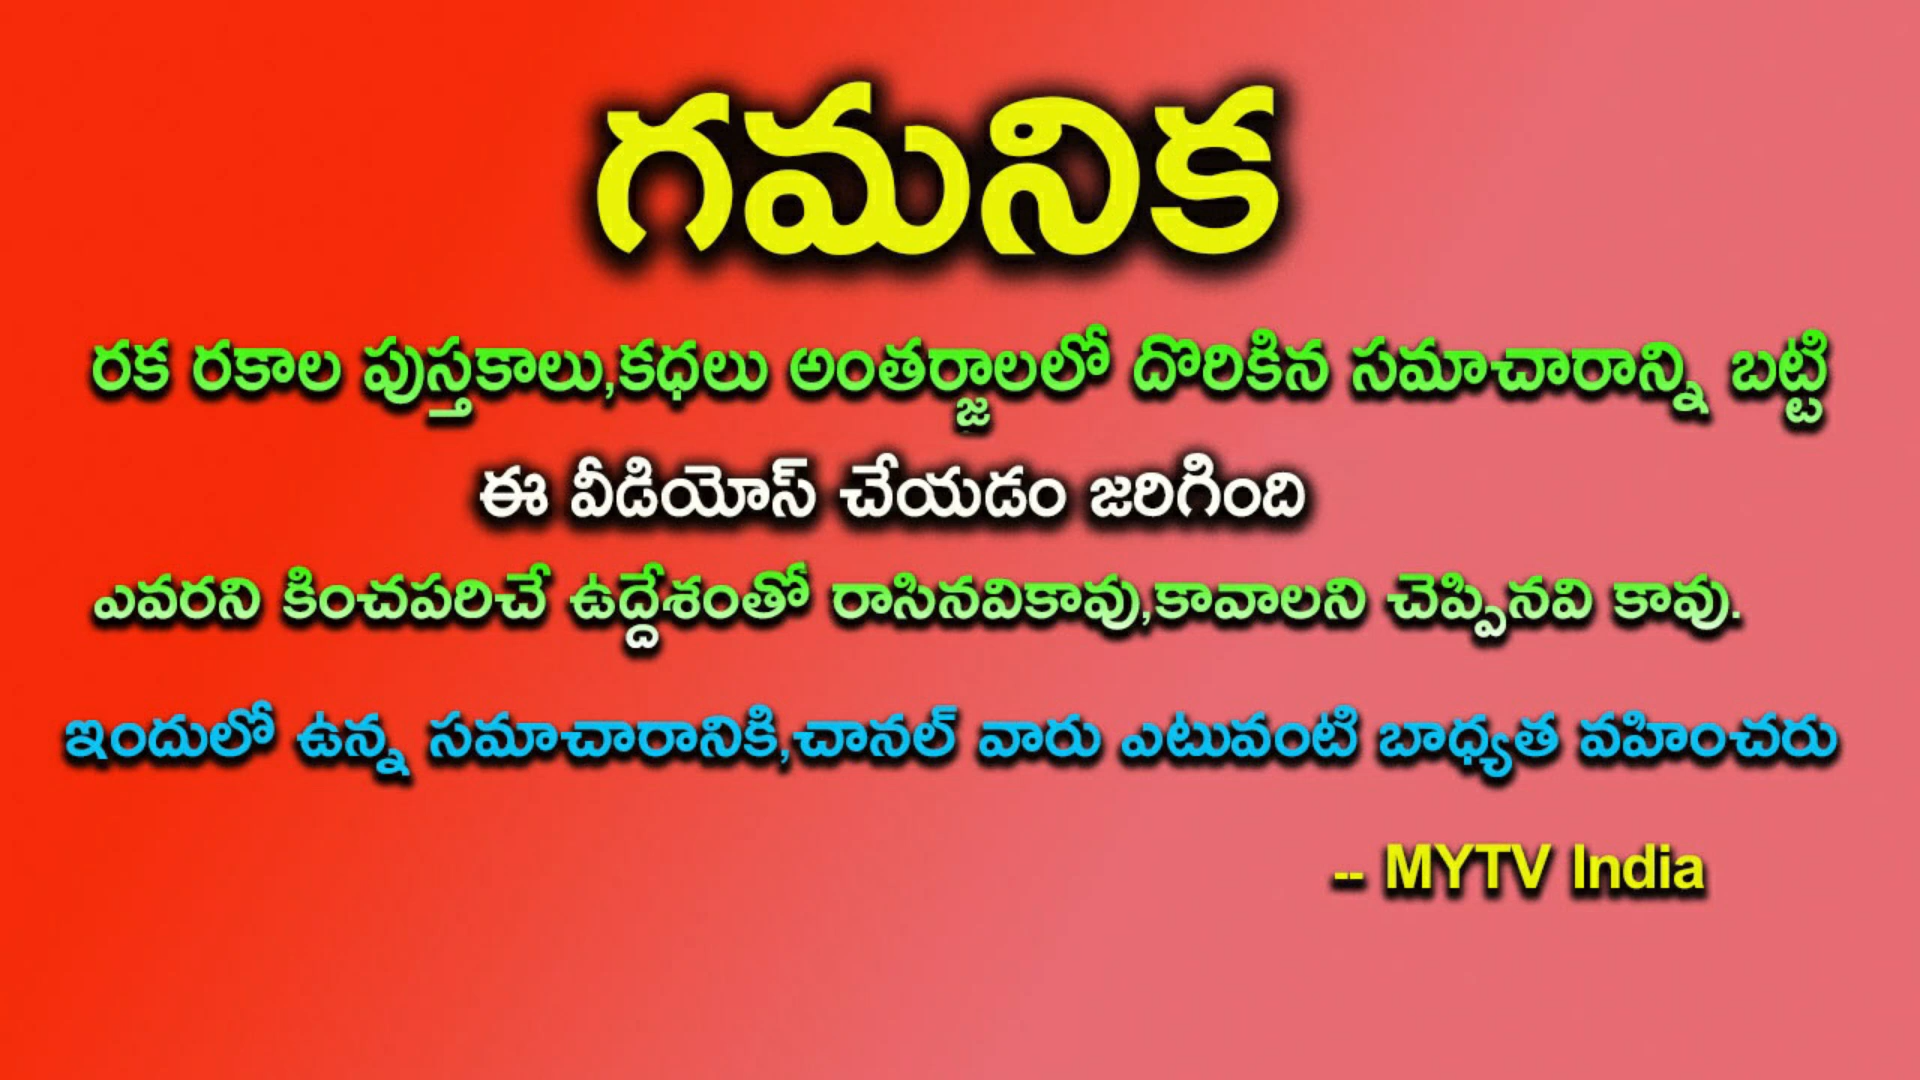 గమనిక
రక రకాల పుస్తకాలు,కధలు అంతర్జాలలో దొరికిన సమాచారాన్ని బట్టి
ఈ వీడియోస్ చేయడం జరిగింది
ఎవరని కించపరిచే ఉద్దేశంతో రాసినవికావు,కావాలని చెప్పినవి కావు.
ఇందులో ఉన్న సమాచారానికి,చానల్ వారు ఎటువంటి బాధ్యత వహించరు
-- MYTV India